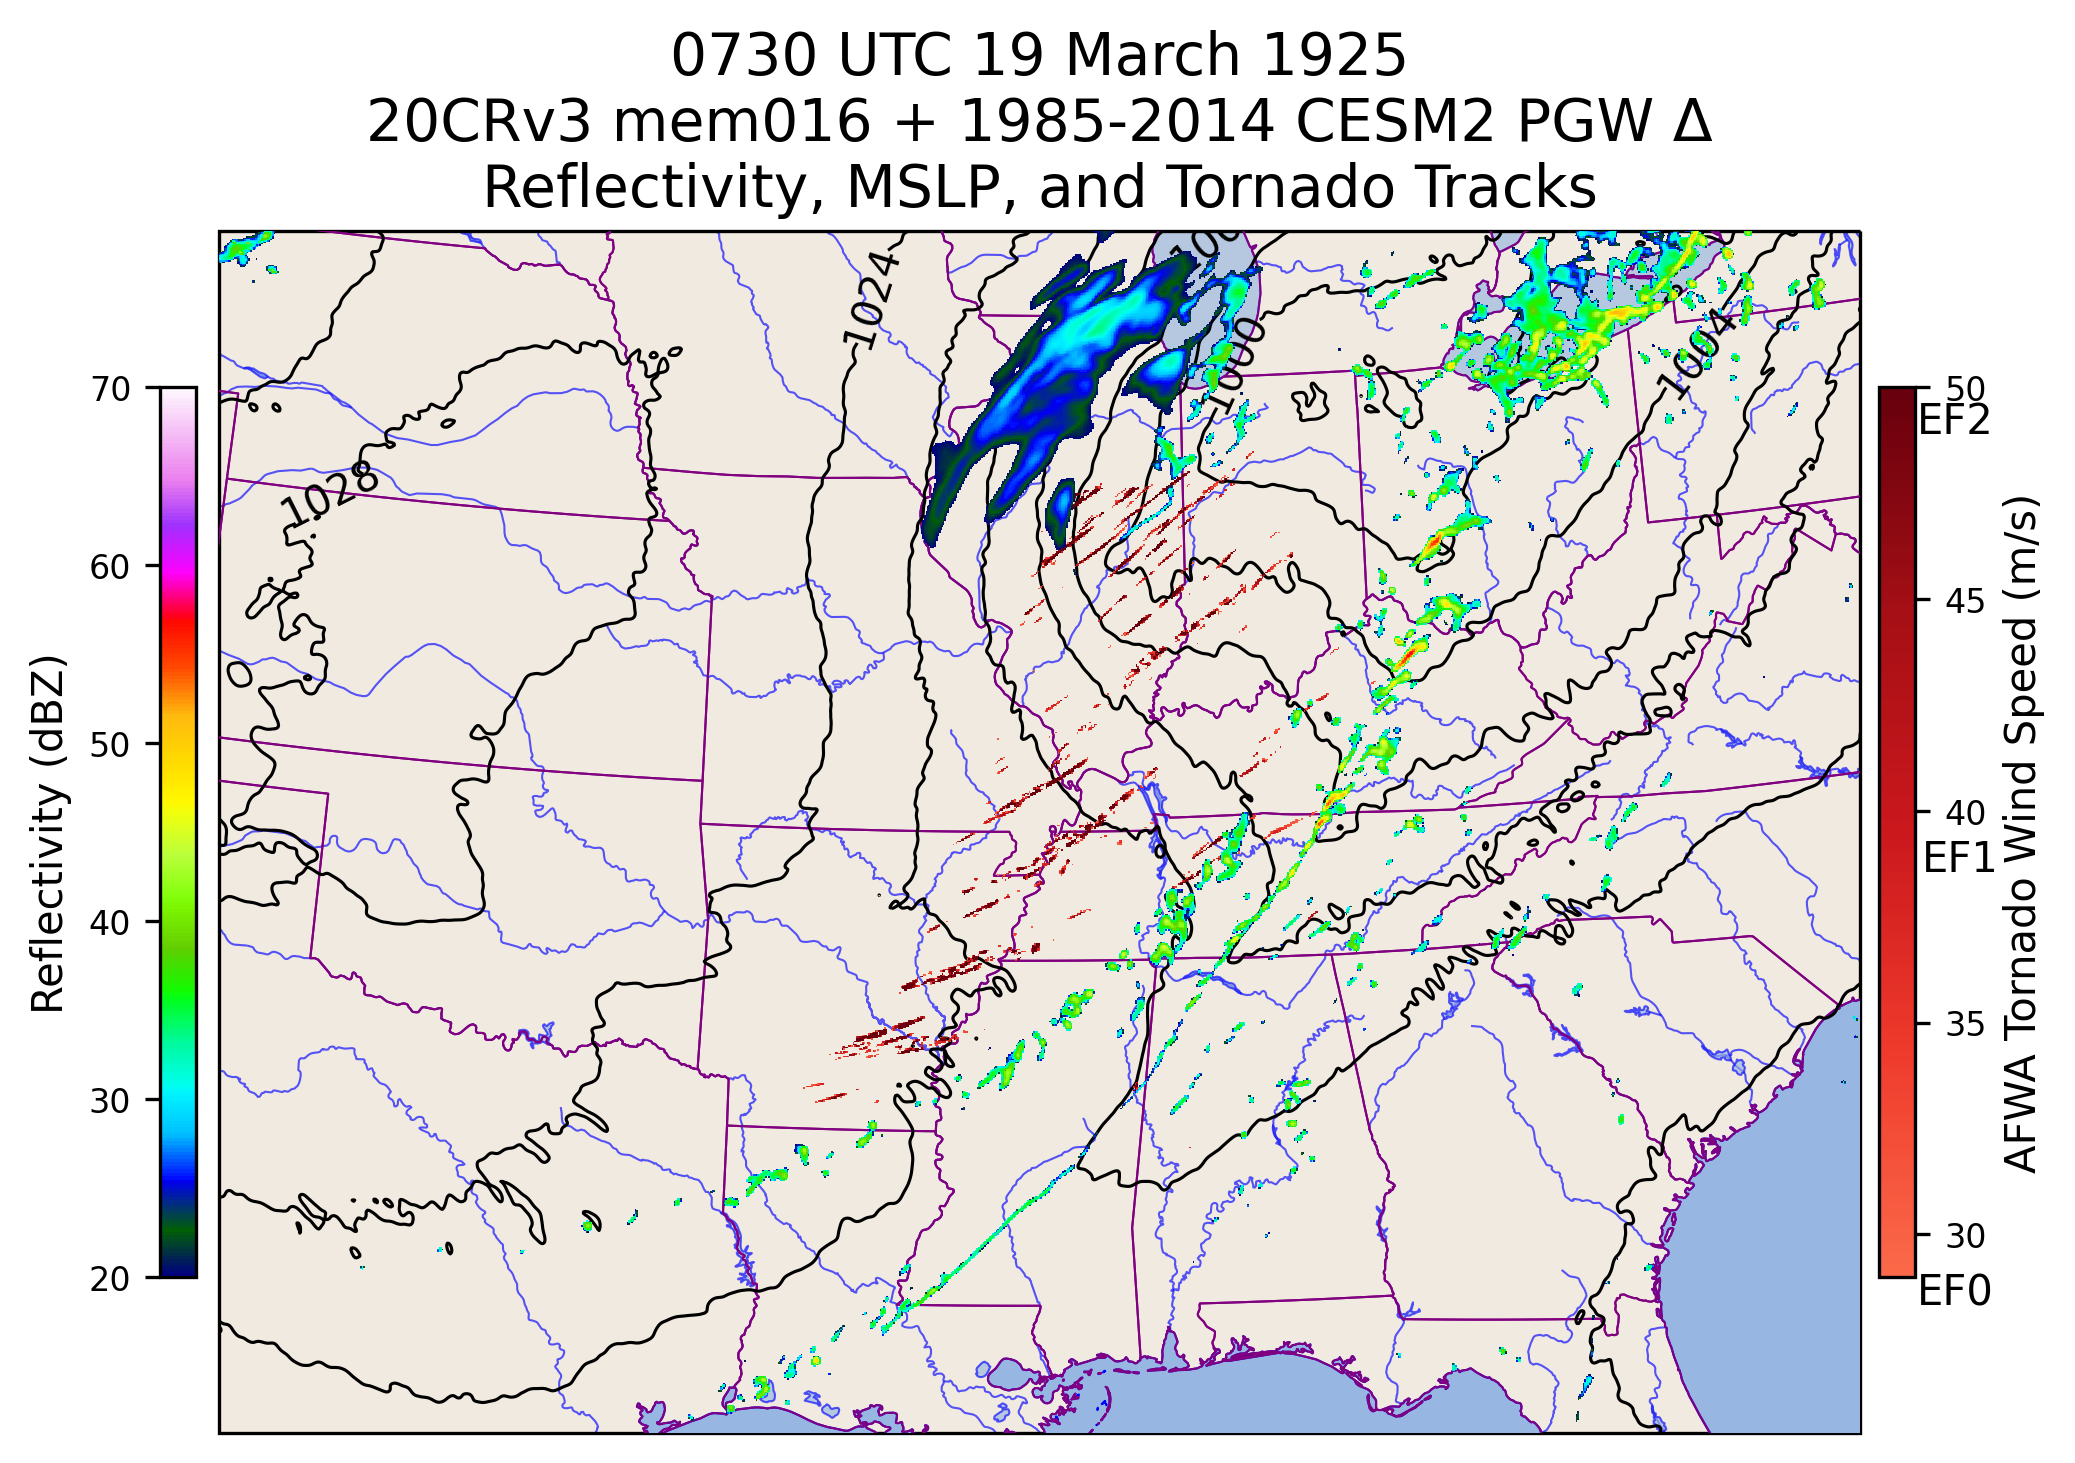 0730 UTC 19 March 1925
20CRv3 mem016 + 1985-2014 CESM2 PGW Δ
Reflectivity, MSLP, and Tornado Tracks
1024
1000
1004
1028
70
60
50
40
30
20
Reflectivity (dBZ)
50
EF2
45
40
EF1
35
30
EF0
AFWA Tornado Wind Speed (m/s)